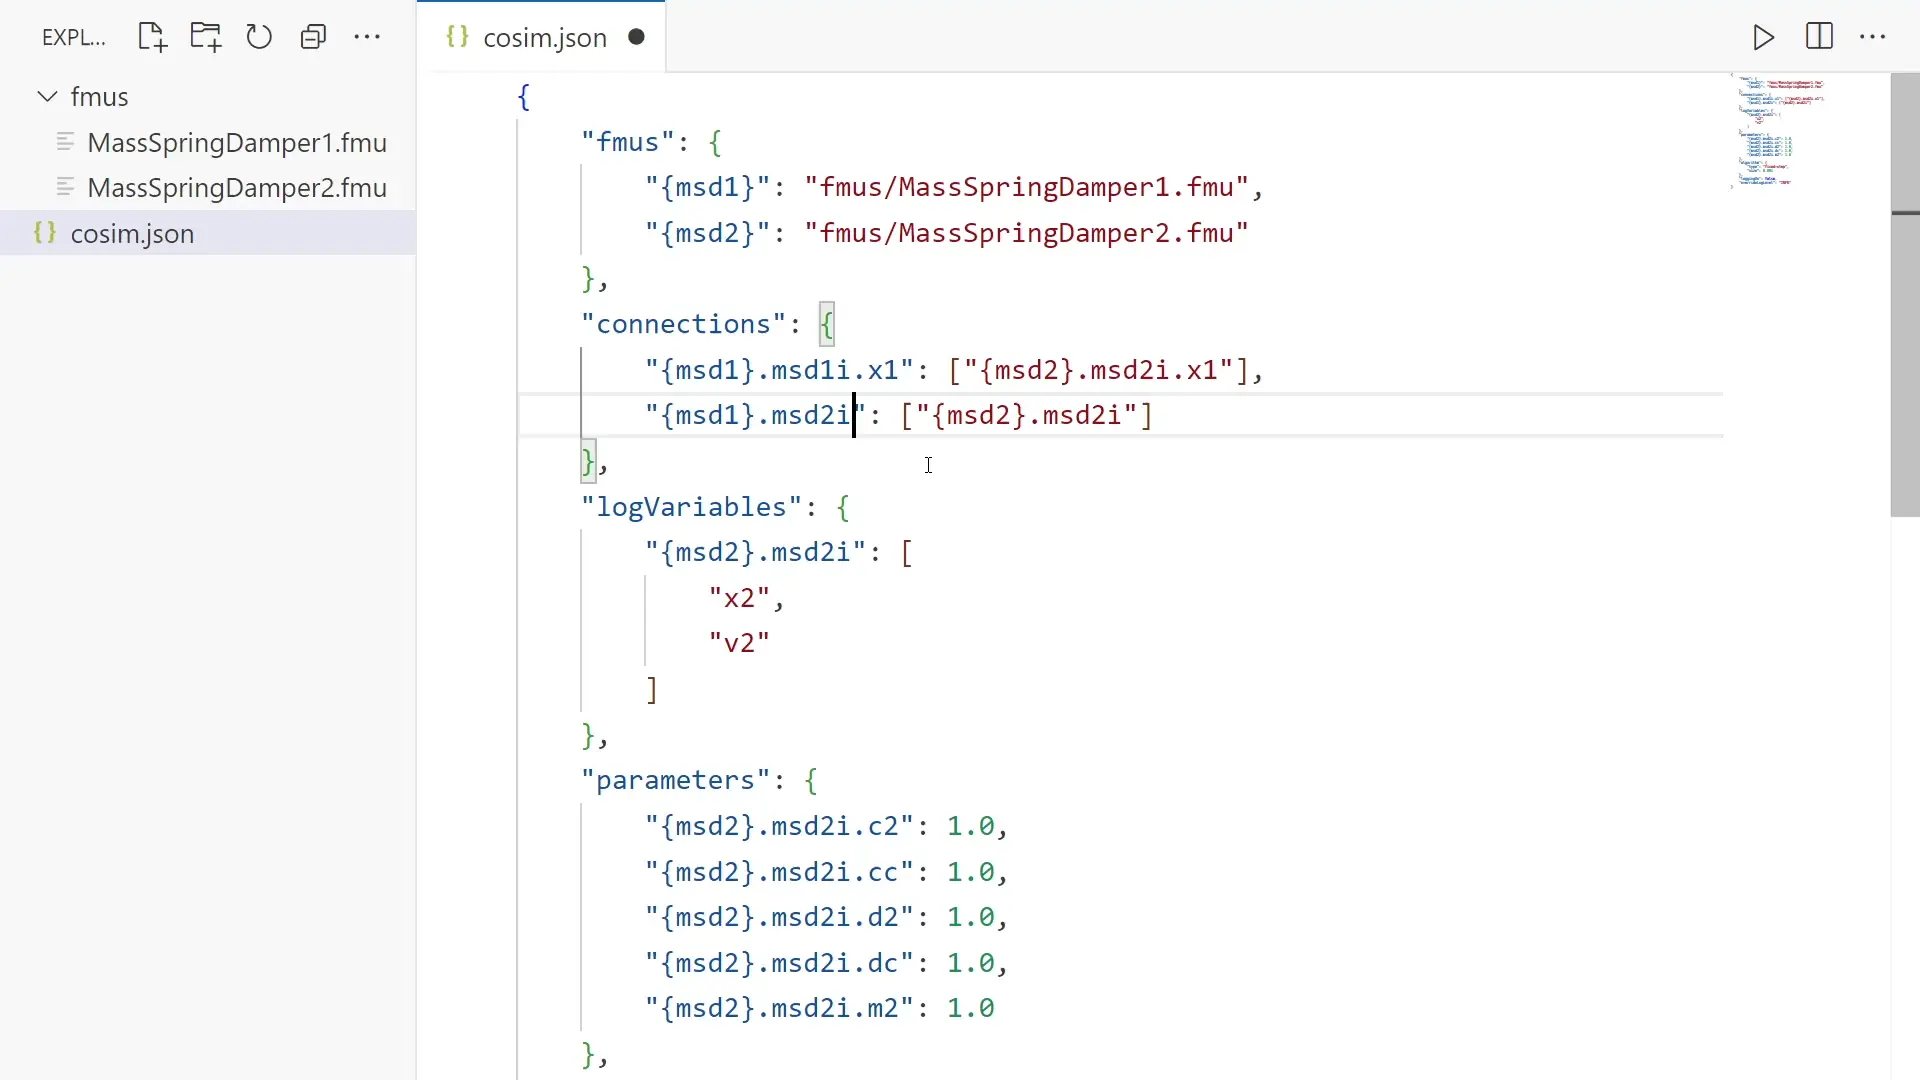 EXPL...
cosim.json
fmus
MassSpringDamper1.fmu
MassSpringDamper2.fmu
cosim.json
{
"fmus": {
"{msd1}": "fmus/MassSpringDamper1.fmu",
"{msd2}": "fmus/MassSpringDamper2.fmu"
},
"connections": {
"{msd1}.msd1i.x1": ["{msd2}.msd2i.x1"],
"{msd1}.msd2i": ["{msd2}.msd2i"]
},
"logVariables": {
"{msd2}.msd2i": [
"x2",
"v2"
]
},
"parameters": {
"{msd2}.msd2i.c2": 1.0,
"{msd2}.msd2i.cc": 1.0,
"{msd2}.msd2i.d2": 1.0,
"{msd2}.msd2i.dc": 1.0,
"{msd2}.msd2i.m2": 1.0
},